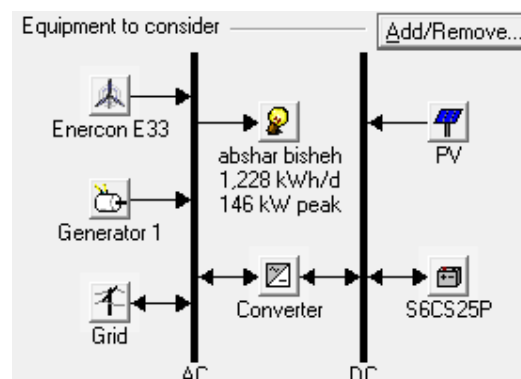 Equipment to consider
Add/Remove...
Enercon E33
abshar bisheh
1,228 kWh/d
146 kW peak
PV
Generator 1
Grid
Converter
S6CS25P
AC
DC